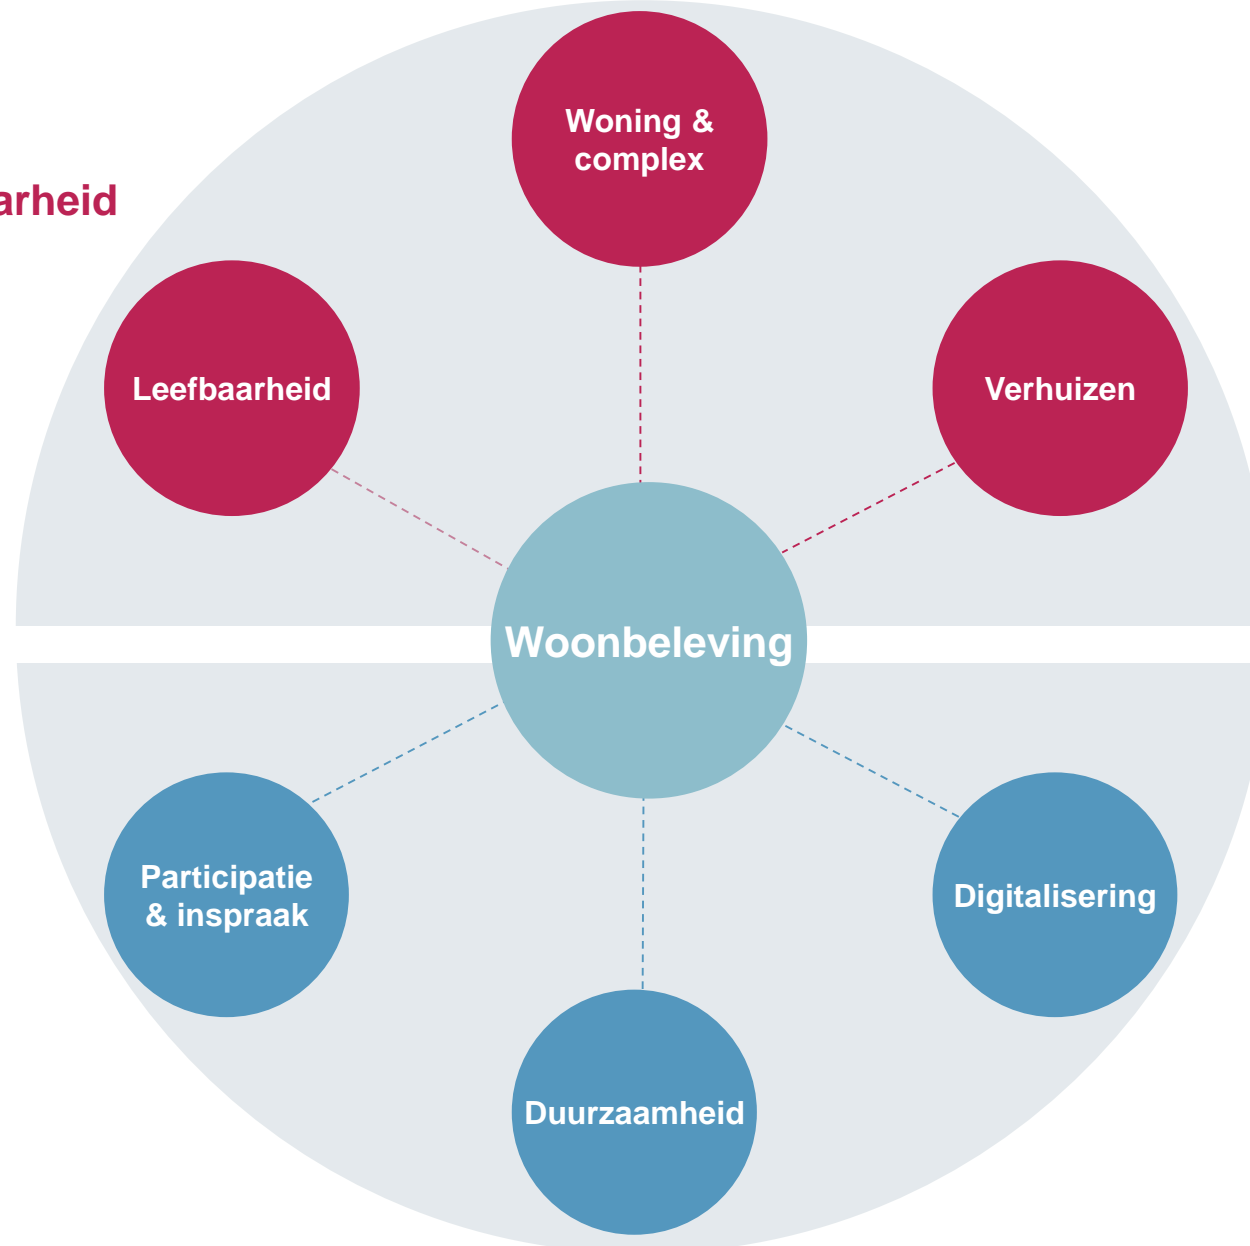 Woning &
complex
arheid
Leefbaarheid
Verhuizen
Woonbeleving
Participatie
& inspraak
Digitalisering
Duurzaamheid